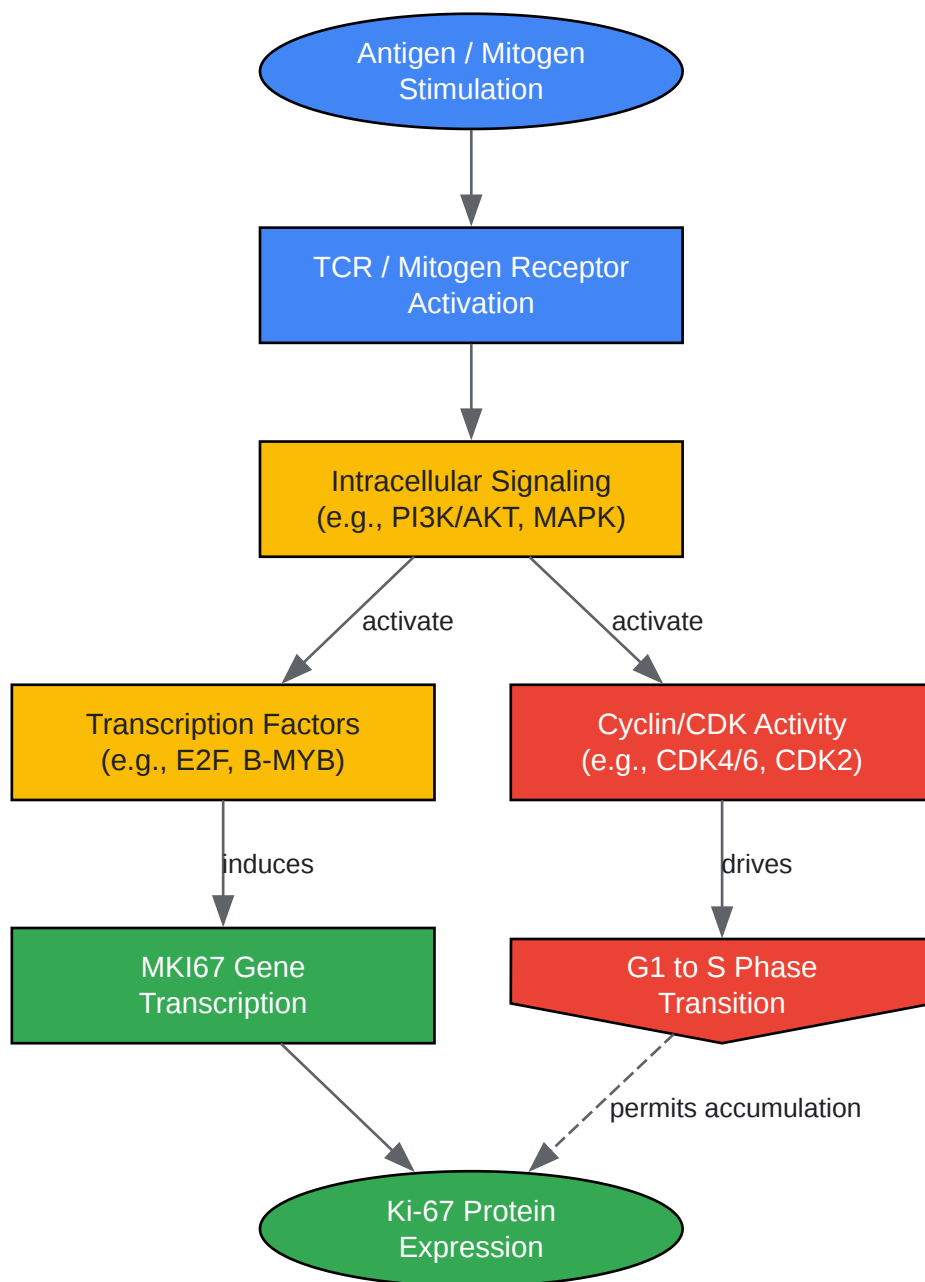 Antigen / Mitogen
Stimulation
TCR / Mitogen Receptor
Activation
Intracellular Signaling
(e.g., PI3K/AKT, MAPK)
activate
activate
Transcription Factors
(e.g., E2F, B-MYB)
Cyclin/CDK Activity
(e.g., CDK4/6, CDK2)
induces
drives
MKI67 Gene
Transcription
G1 to S Phase
Transition
permits accumulation
Ki-67 Protein
Expression